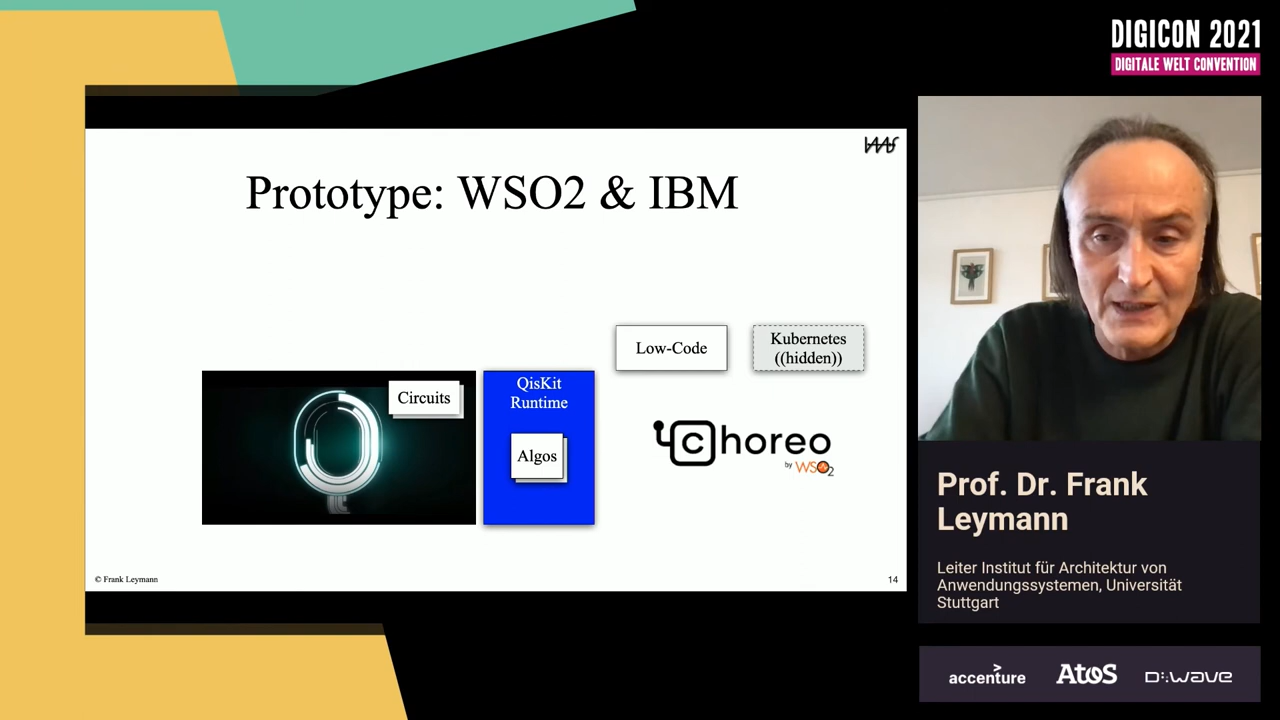 DIGICON 2021
DIGITALE WELT CONVENTION
IAAS
Prototype: WSO2 & IBM
Low-Code
Kubernetes
((hidden))
Circuits
QisKit
Runtime
Algos
choreo
by WSO2
© Frank Leymann
14
Prof. Dr. Frank
Leymann
Leiter Institut für Architektur von
Anwendungssystemen, Universität
Stuttgart
accenture
Atos
D:wave